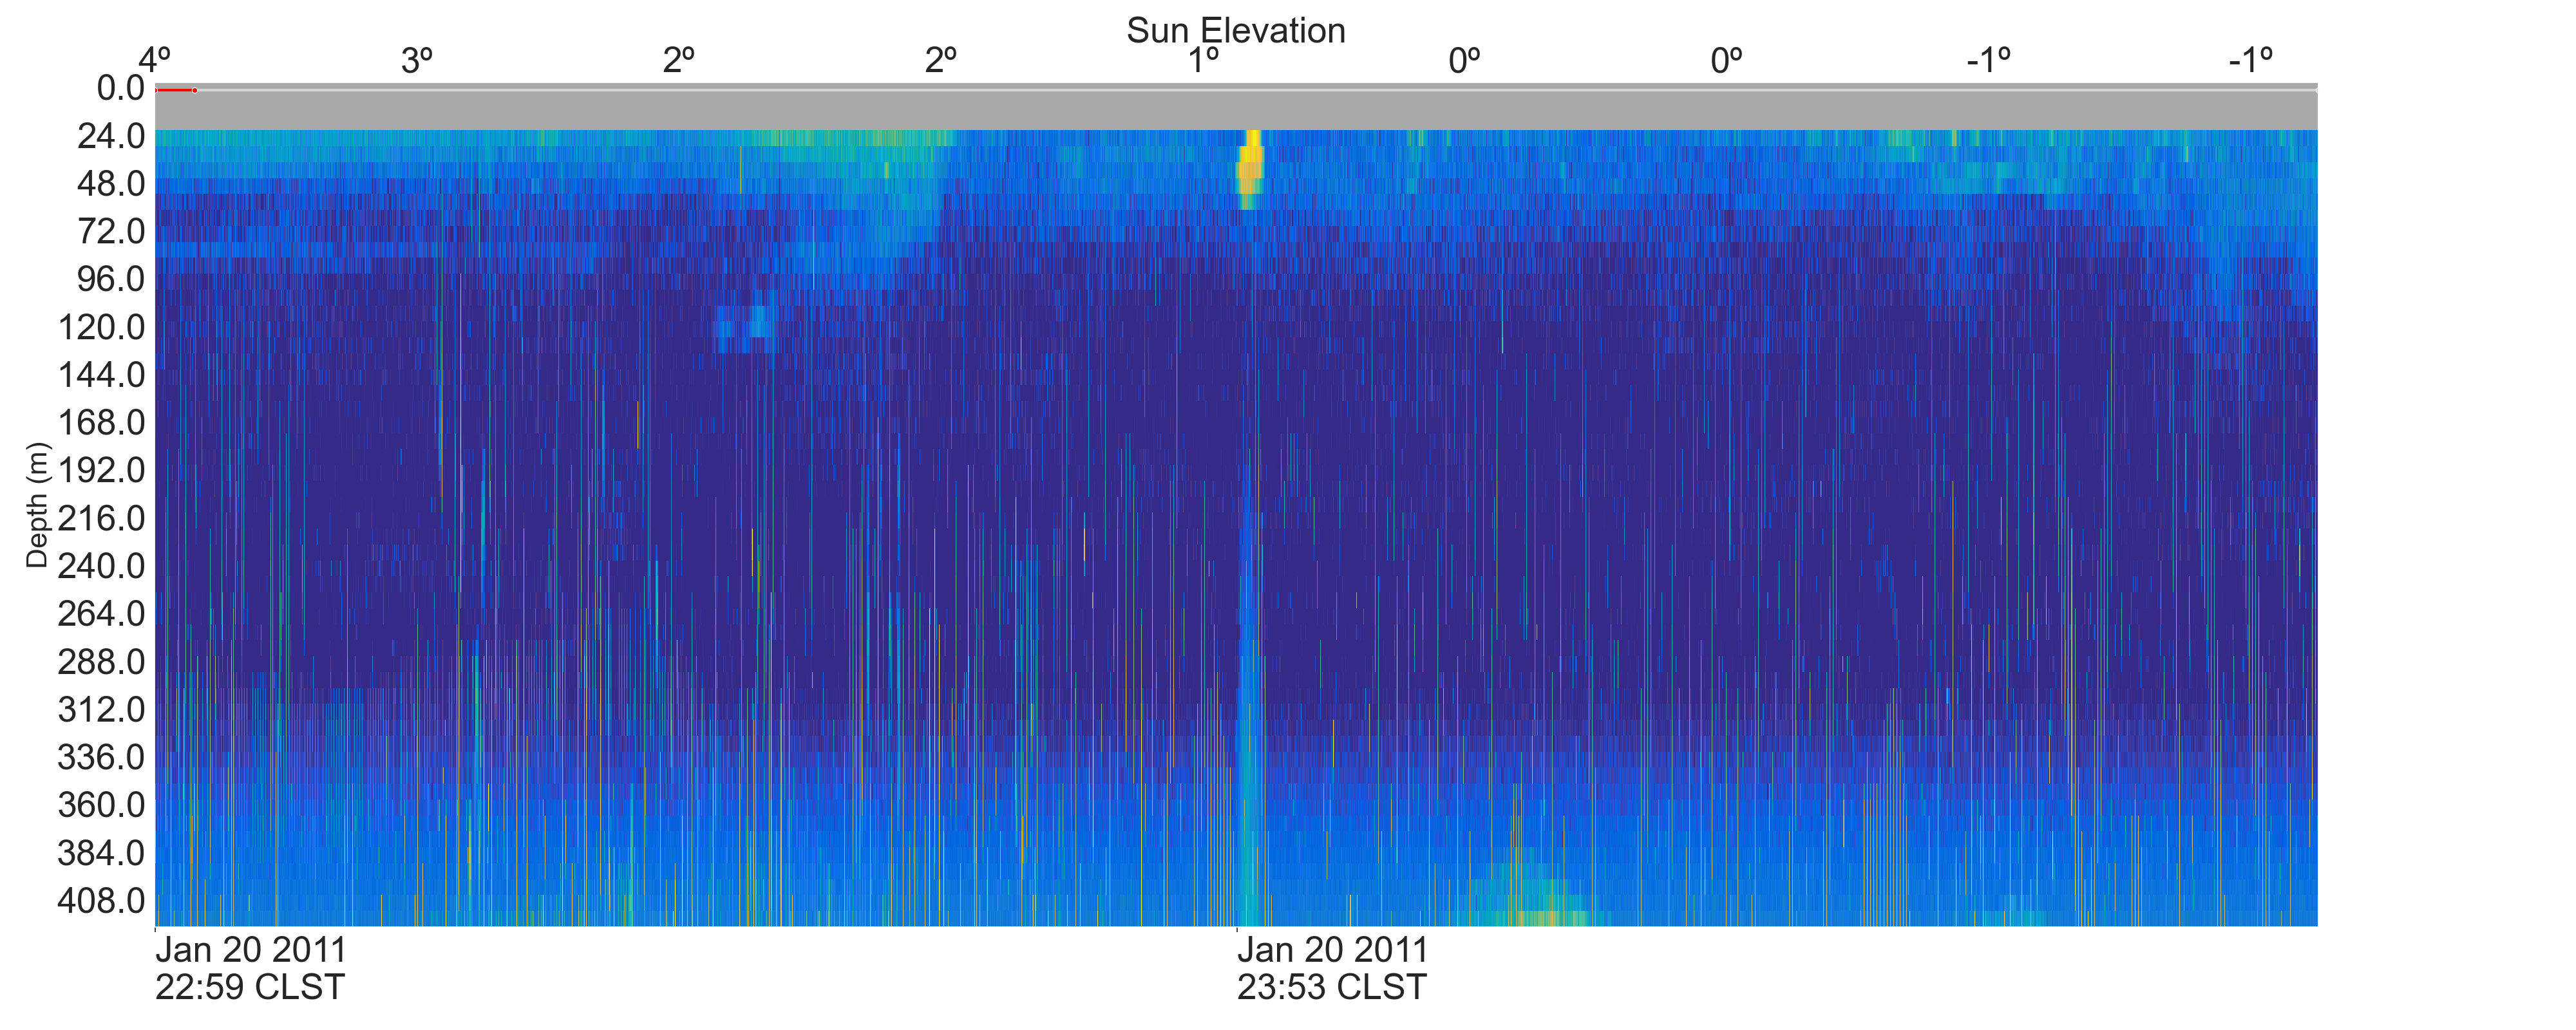 Sun Elevation
4º 3º 2º 2º 1º 0º 0º -1º -1º
0.0
24.0
48.0
72.0
96.0
120.0
144.0
168.0
192.0
216.0
240.0
264.0
288.0
312.0
336.0
360.0
384.0
408.0
Depth (m)
Jan 20 2011
22:59 CLST
Jan 20 2011
23:53 CLST